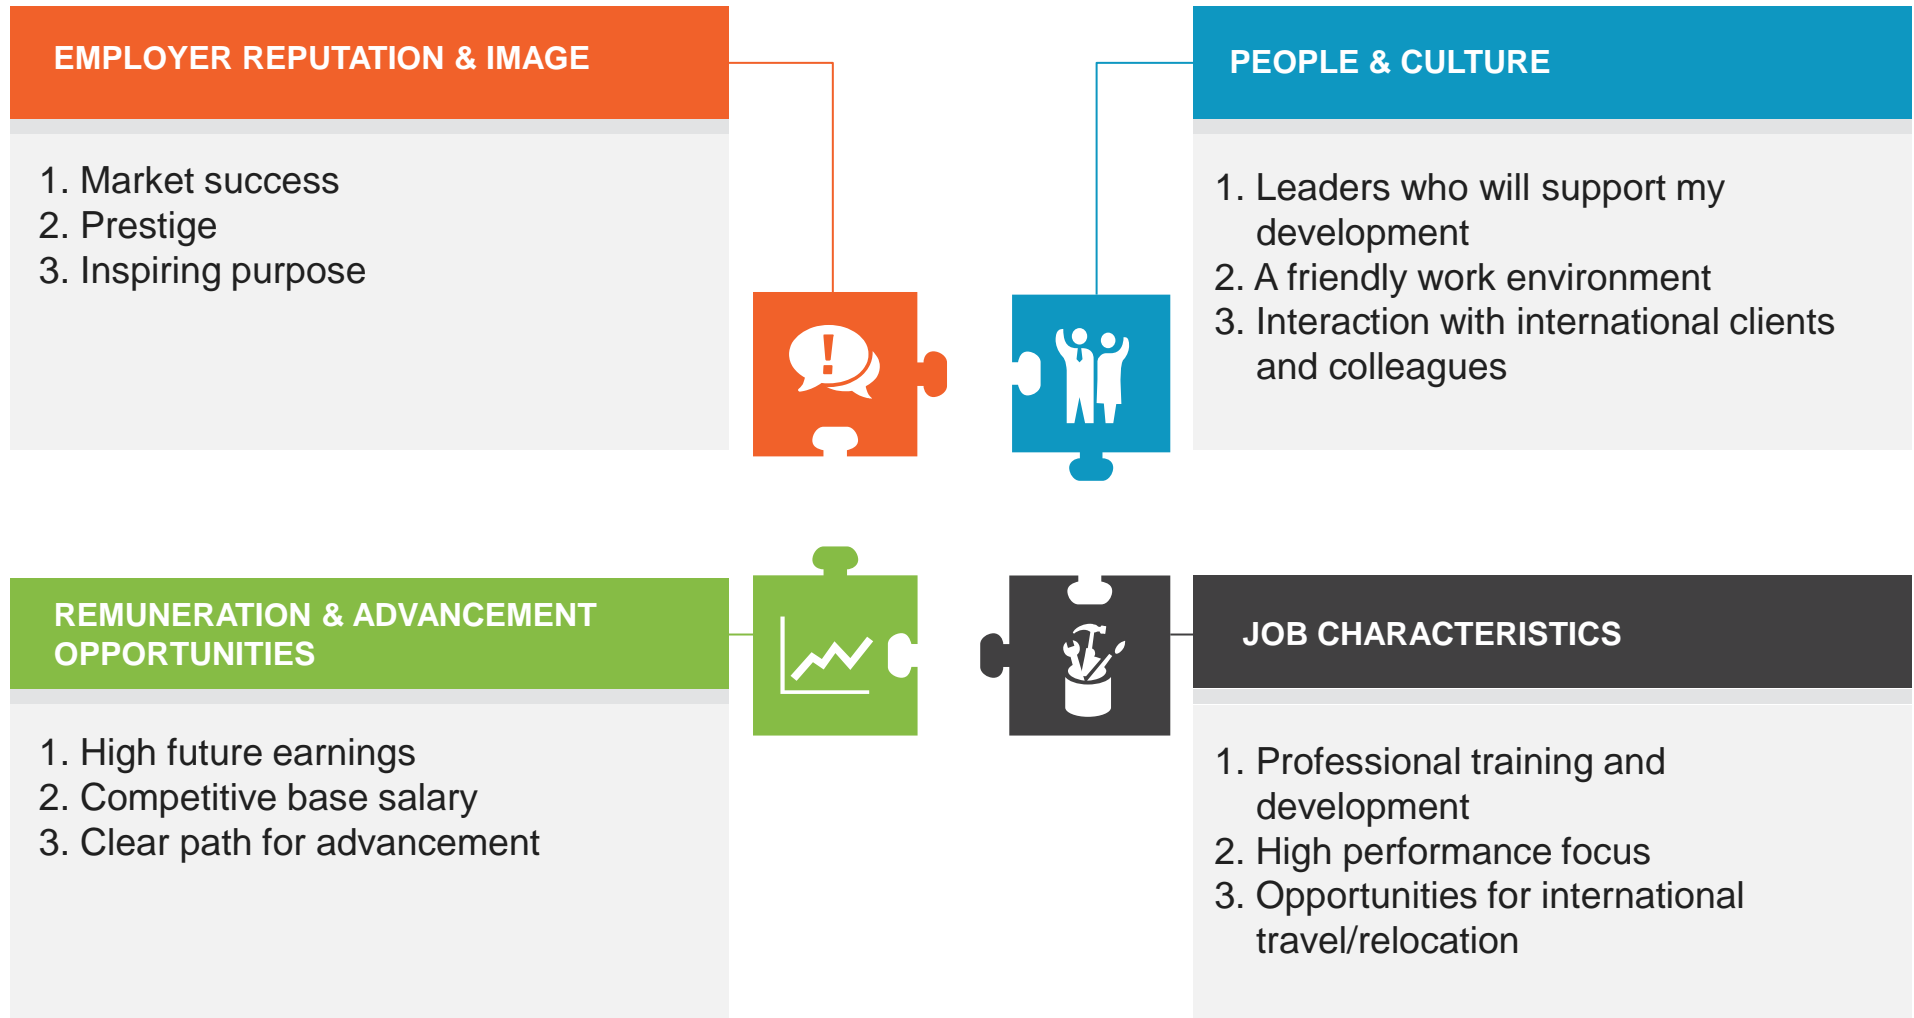 EMPLOYER REPUTATION & IMAGE
1. Market success
2. Prestige
3. Inspiring purpose
PEOPLE & CULTURE
1. Leaders who will support my
development
2. A friendly work environment
3. Interaction with international clients
and colleagues
!
REMUNERATION & ADVANCEMENT
OPPORTUNITIES
1. High future earnings
2. Competitive base salary
3. Clear path for advancement
JOB CHARACTERISTICS
1. Professional training and
development
2. High performance focus
3. Opportunities for international
travel/relocation